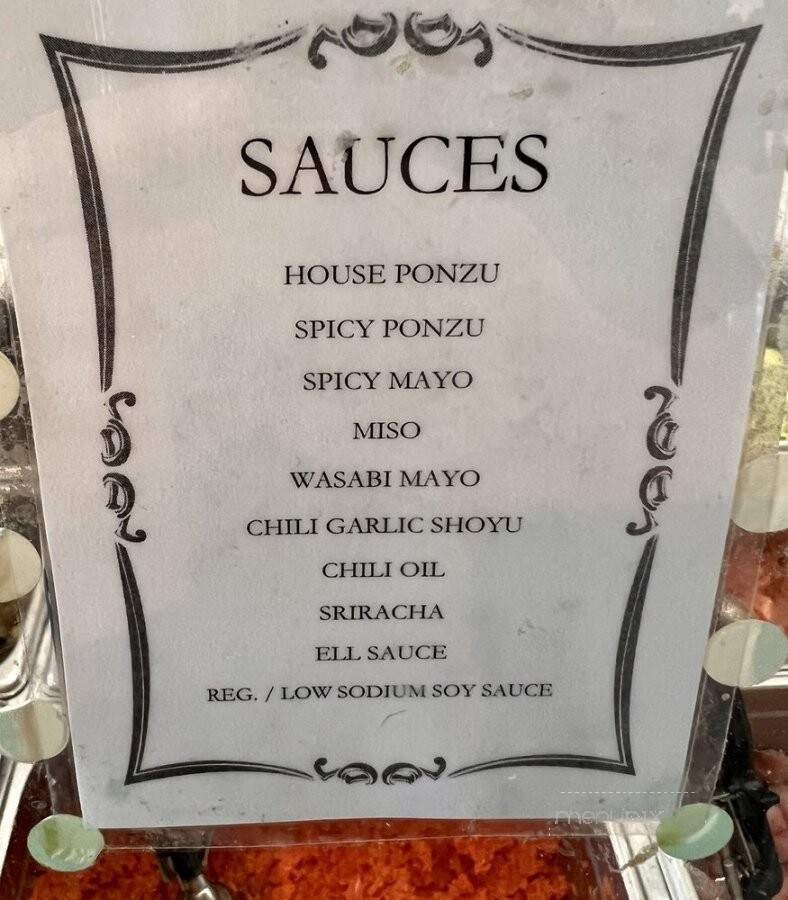 SAUCES
HOUSE PONZU
SPICY PONZU
SPICY MAYO
MISO
WASABI MAYO
CHILI GARLIC SHOYU
CHILI OIL
SRIRACHA
ELL SAUCE
REG. / LOW SODIUM SOY SAUCE
menupix